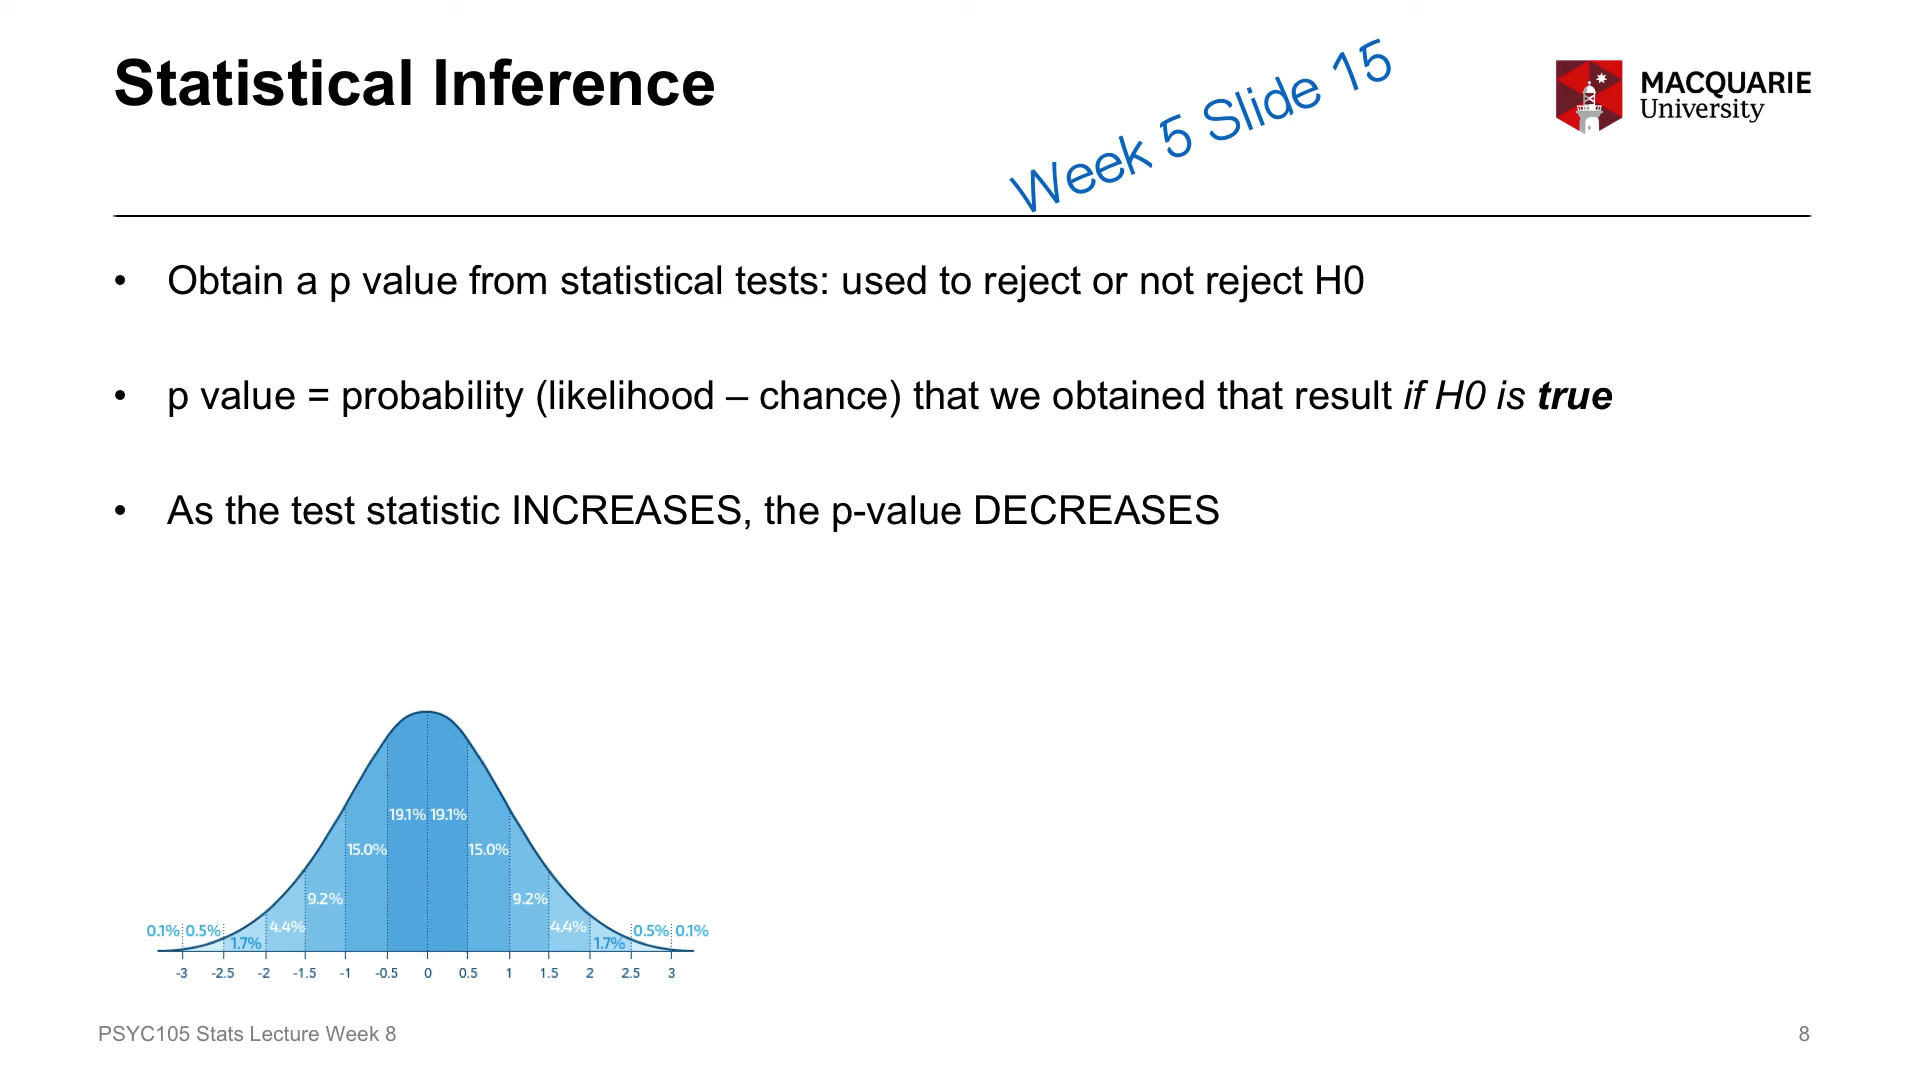 Statistical Inference
Week 5 Slide 15
MACQUARIE
University
• Obtain a p value from statistical tests: used to reject or not reject H0
• p value = probability (likelihood – chance) that we obtained that result if H0 is true
• As the test statistic INCREASES, the p-value DECREASES
19.1% 19.1%
15.0% 15.0%
9.2% 9.2%
4.4% 4.4%
0.1% 0.5% 0.5% 0.1%
1.7% 1.7%
-3 -2.5 -2 -1.5 -1 -0.5 0 0.5 1 1.5 2 2.5 3
PSYC105 Stats Lecture Week 8
8